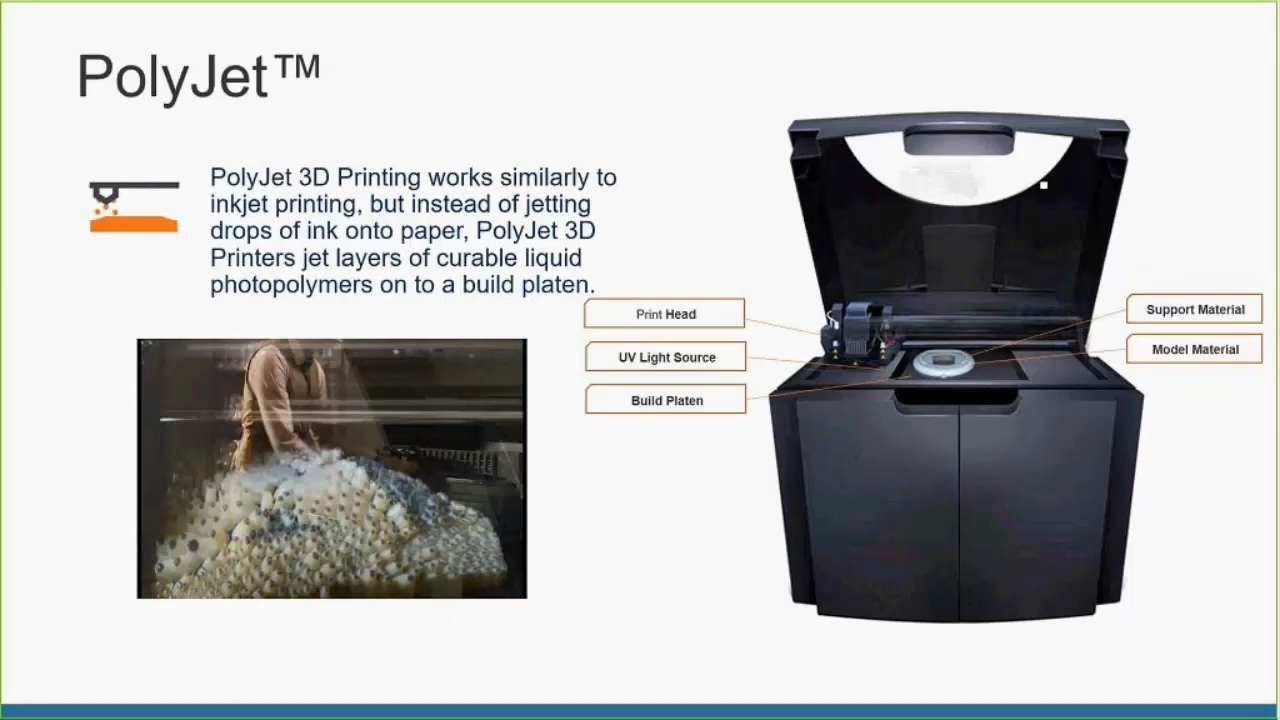 PolyJet™
PolyJet 3D Printing works similarly to
inkjet printing, but instead of jetting
drops of ink onto paper, PolyJet 3D
Printers jet layers of curable liquid
photopolymers on to a build platen.
Print Head
UV Light Source
Build Platen
Support Material
Model Material